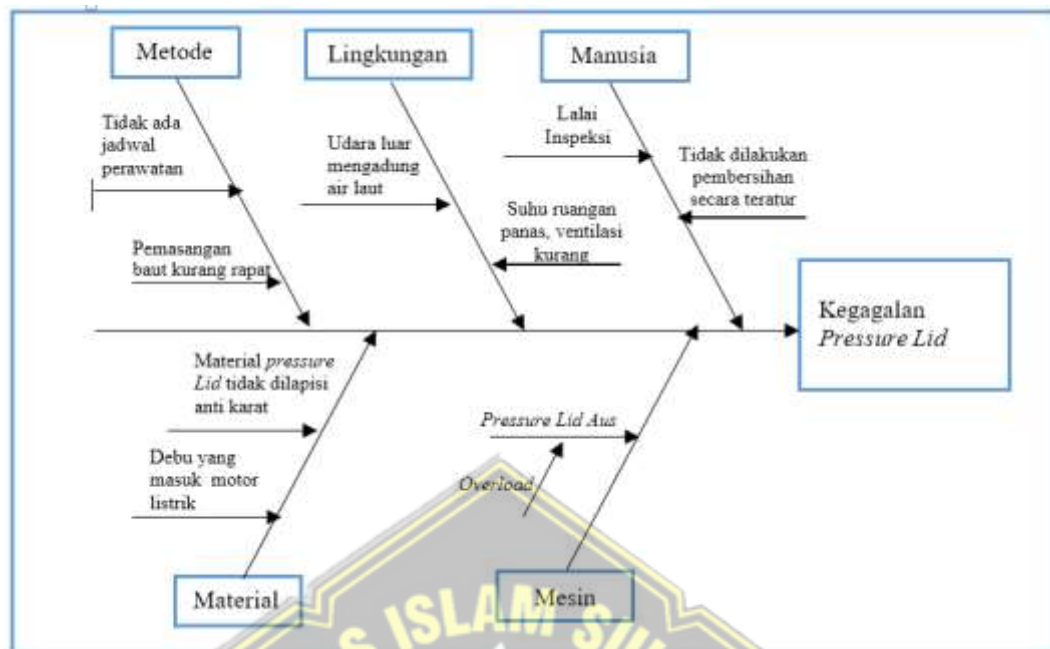 Metode
Lingkungan
Manusia
Tidak ada
jadwal
perawatan
Pemasangan
baut kurang rapat
Udara luar
mengadung
air laut
Suhu ruangan
panas, ventilasi
kurang
Lalai
Inspeksi
Tidak dilakukan
pembersihan
secara teratur
Kegagalan
Pressure Lid
Material pressure
Lid tidak dilapisi
anti karat
Debu yang
masuk motor
listrik
Pressure Lid Aus
Overload
Material
Mesin
S ISLAM SU